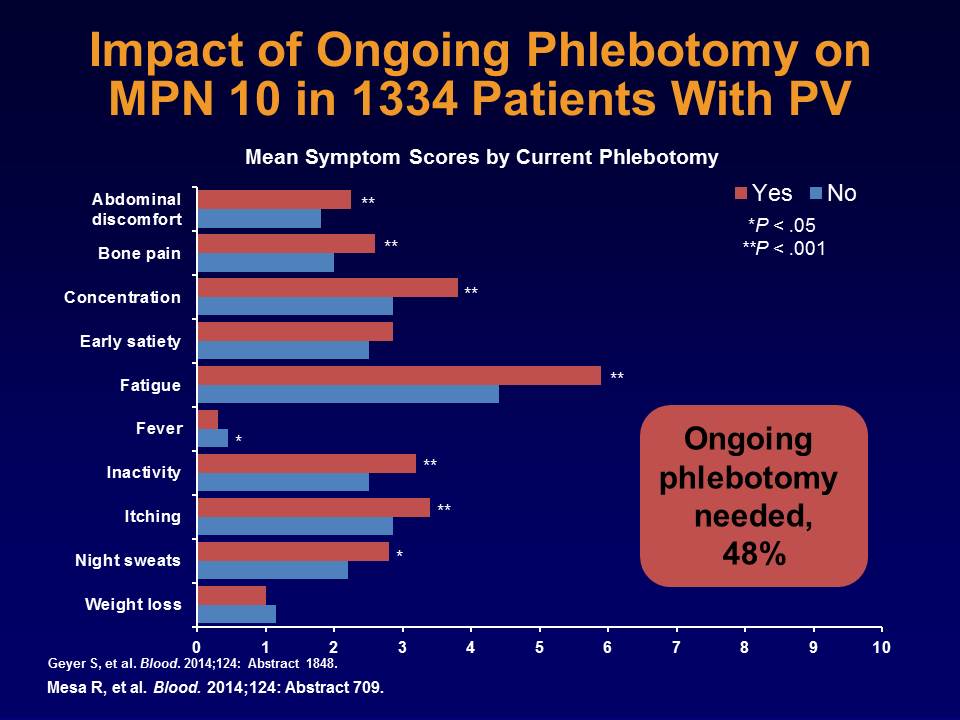 Impact of Ongoing Phlebotomy on
MPN 10 in 1334 Patients With PV
Mean Symptom Scores by Current Phlebotomy
Yes No
*P < .05
**P < .001
Abdominal
discomfort
**
Bone pain
**
Concentration
**
Early satiety
Fatigue
**
Fever
*
Inactivity
**
Itching
**
Night sweats
*
Weight loss
0 1 2 3 4 5 6 7 8 9 10
Ongoing
phlebotomy
needed,
48%
Geyer S, et al. Blood. 2014;124: Abstract 1848.
Mesa R, et al. Blood. 2014;124: Abstract 709.